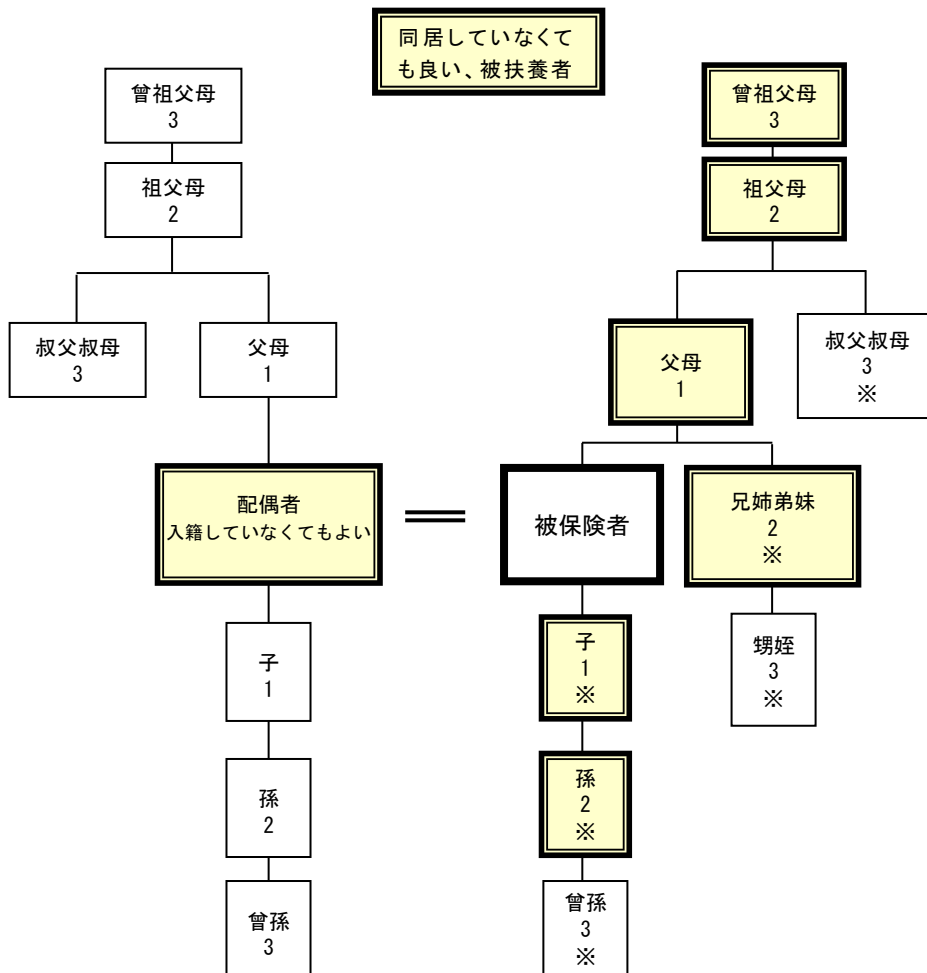 同居していなくて
も良い、被扶養者
曾祖父母
3
曾祖父母
3
祖父母
2
祖父母
2
叔父叔母
3
父母
1
父母
1
叔父叔母
3
※
配偶者
入籍していなくてもよい
被保険者
兄姉弟妹
2
※
子
1
子
1
※
甥姪
3
※
孫
2
孫
2
※
曾孫
3
曾孫
3
※